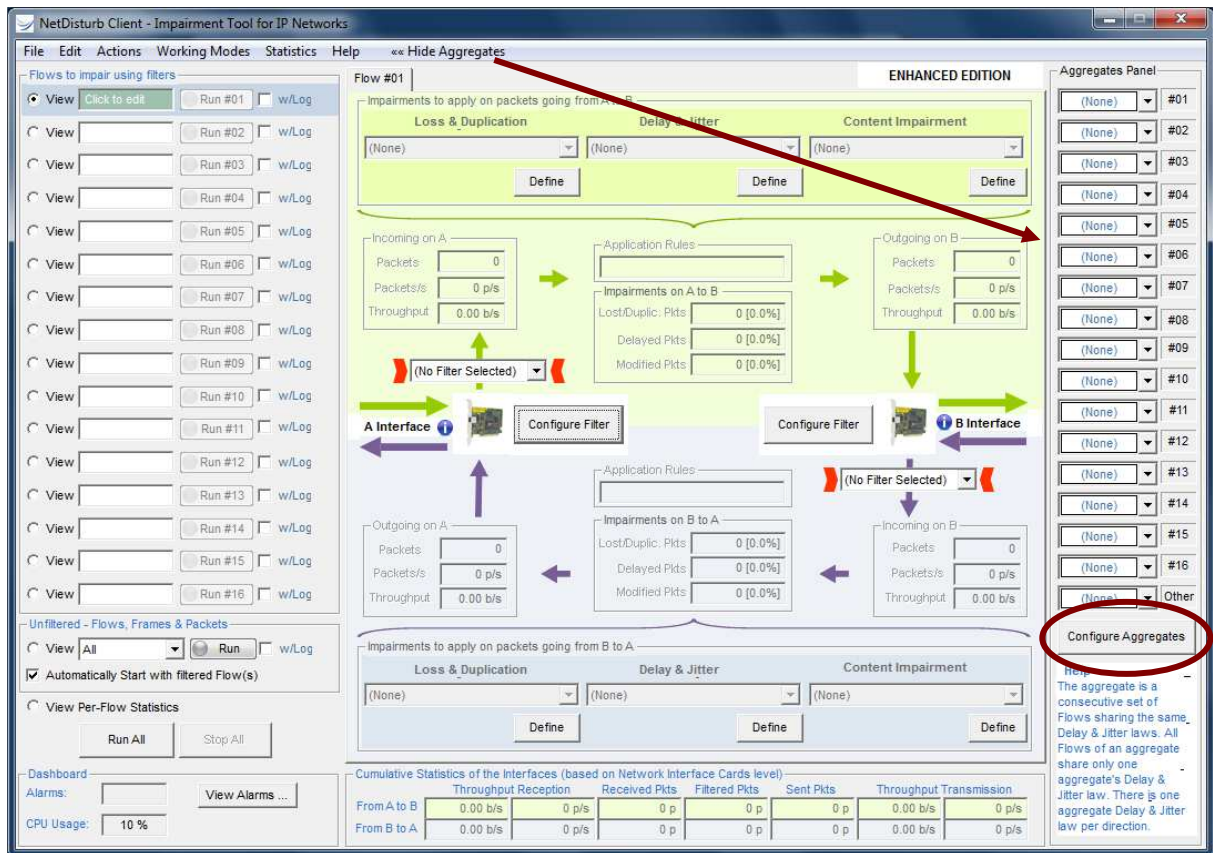 NetDisturb Client - Impairment Tool for IP Networks
File Edit Actions Working Modes Statistics Help «« Hide Aggregates
Flows to impair using filters
View Click to edit Run #01 w/Log
View Run #02 w/Log
View Run #03 w/Log
View Run #04 w/Log
View Run #05 w/Log
View Run #06 w/Log
View Run #07 w/Log
View Run #08 w/Log
View Run #09 w/Log
View Run #10 w/Log
View Run #11 w/Log
View Run #12 w/Log
View Run #13 w/Log
View Run #14 w/Log
View Run #15 w/Log
View Run #16 w/Log
Unfiltered - Flows, Frames & Packets
View All Run w/Log
Automatically Start with filtered Flow(s)
View Per-Flow Statistics
Run All Stop All
Dashboard
Alarms: View Alarms ...
CPU Usage: 10 %
Flow #01 ENHANCED EDITION
Impairments to apply on packets going from A to B
Loss & Duplication Delay & Jitter Content Impairment
(None) (None) (None)
Define Define Define
Incoming on A
Packets 0
Packets/s 0 p/s
Throughput 0.00 b/s
Application Rules
Impairments on A to B
Lost/Duplic. Pkts 0 [0.0%]
Delayed Pkts 0 [0.0%]
Modified Pkts 0 [0.0%]
Outgoing on B
Packets 0
Packets/s 0 p/s
Throughput 0.00 b/s
(No Filter Selected)
A Interface Configure Filter Configure Filter B Interface
(No Filter Selected)
Outgoing on A
Packets 0
Packets/s 0 p/s
Throughput 0.00 b/s
Application Rules
Impairments on B to A
Lost/Duplic. Pkts 0 [0.0%]
Delayed Pkts 0 [0.0%]
Modified Pkts 0 [0.0%]
Incoming on B
Packets 0
Packets/s 0 p/s
Throughput 0.00 b/s
Impairments to apply on packets going from B to A
Loss & Duplication Delay & Jitter Content Impairment
(None) (None) (None)
Define Define Define
Cumulative Statistics of the Interfaces (based on Network Interface Cards level)
Throughput Reception Received Pkts Filtered Pkts Sent Pkts Throughput Transmission
From A to B 0.00 b/s 0 p/s 0 p 0 p 0 p 0.00 b/s 0 p/s
From B to A 0.00 b/s 0 p/s 0 p 0 p 0 p 0.00 b/s 0 p/s
Aggregates Panel
(None) #01
(None) #02
(None) #03
(None) #04
(None) #05
(None) #06
(None) #07
(None) #08
(None) #09
(None) #10
(None) #11
(None) #12
(None) #13
(None) #14
(None) #15
(None) #16
(None) Other
Configure Aggregates
Help
The aggregate is a
consecutive set of
Flows sharing the same
Delay & Jitter laws. All
Flows of an aggregate
share only one
aggregate's Delay &
Jitter law. There is one
aggregate Delay & Jitter
law per direction.